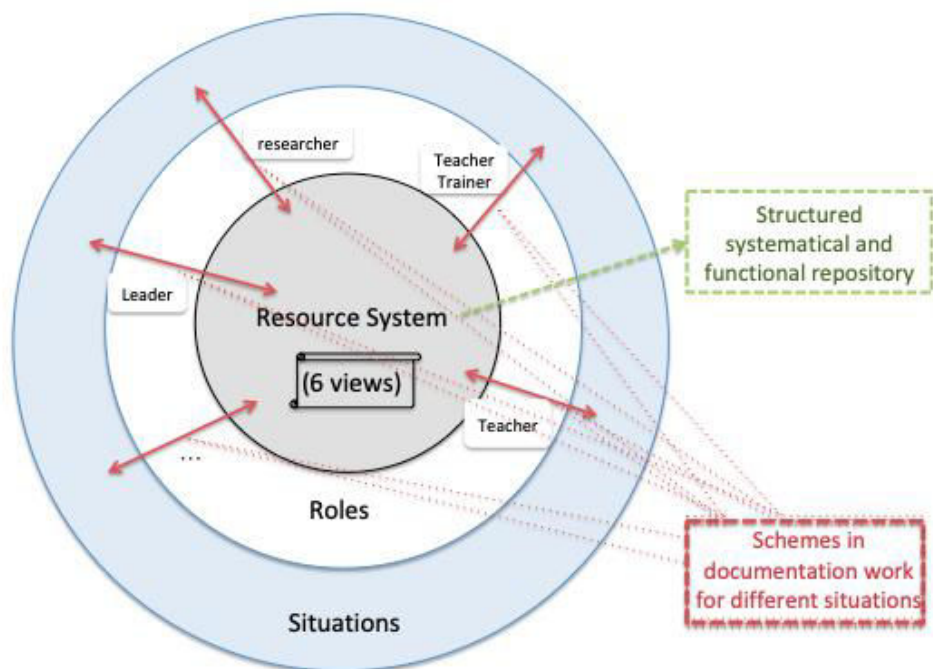 researcher
Teacher
Trainer
Structured
systematical and
functional repository
Leader
Resource System
(6 views)
Teacher
...
Roles
Schemes in
documentation work
for different situations
Situations